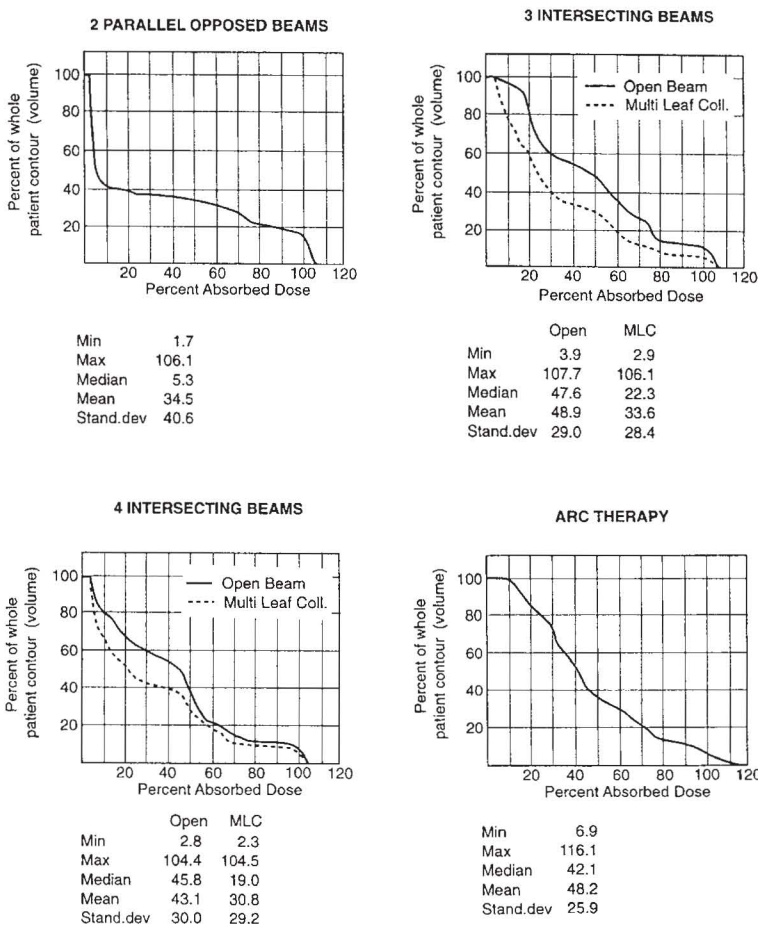 2 PARALLEL OPPOSED BEAMS
Percent of whole
patient contour (volume)
100
80
60
40
20
20 40 60 80 100 120
Percent Absorbed Dose
Min 1.7
Max 106.1
Median 5.3
Mean 34.5
Stand.dev 40.6
3 INTERSECTING BEAMS
Percent of whole
patient contour (volume)
100
80
60
40
20
Open Beam
Multi Leaf Coll.
20 40 60 80 100 120
Percent Absorbed Dose
Open MLC
Min 3.9 2.9
Max 107.7 106.1
Median 47.6 22.3
Mean 48.9 33.6
Stand.dev 29.0 28.4
4 INTERSECTING BEAMS
Percent of whole
patient contour (volume)
100
80
60
40
20
Open Beam
Multi Leaf Coll.
20 40 60 80 100 120
Percent Absorbed Dose
Open MLC
Min 2.8 2.3
Max 104.4 104.5
Median 45.8 19.0
Mean 43.1 30.8
Stand.dev 30.0 29.2
ARC THERAPY
Percent of whole
patient contour (volume)
100
80
60
40
20
20 40 60 80 100 120
Percent Absorbed Dose
Min 6.9
Max 116.1
Median 42.1
Mean 48.2
Stand.dev 25.9